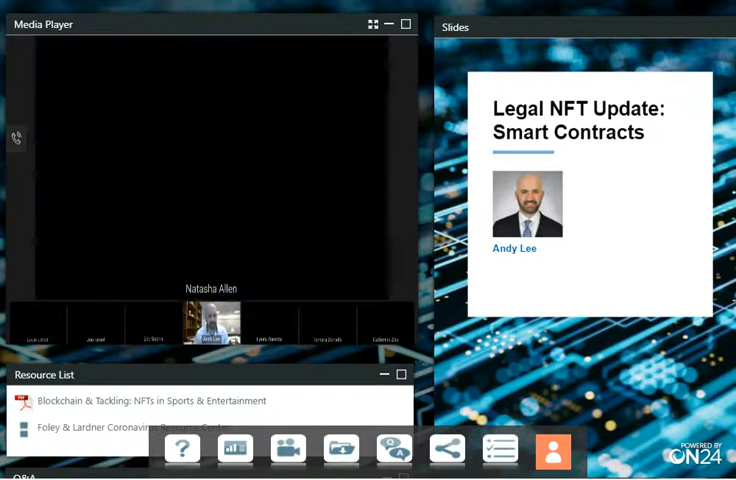 Media Player
Natasha Allen
Andy Lee
Resource List
Blockchain & Tackling: NFTs in Sports & Entertainment
Foley & Lardner Coronavirus Resource Center
Q&A
Slides
Legal NFT Update:
Smart Contracts
Andy Lee
?
Q
A
POWERED BY
ON24